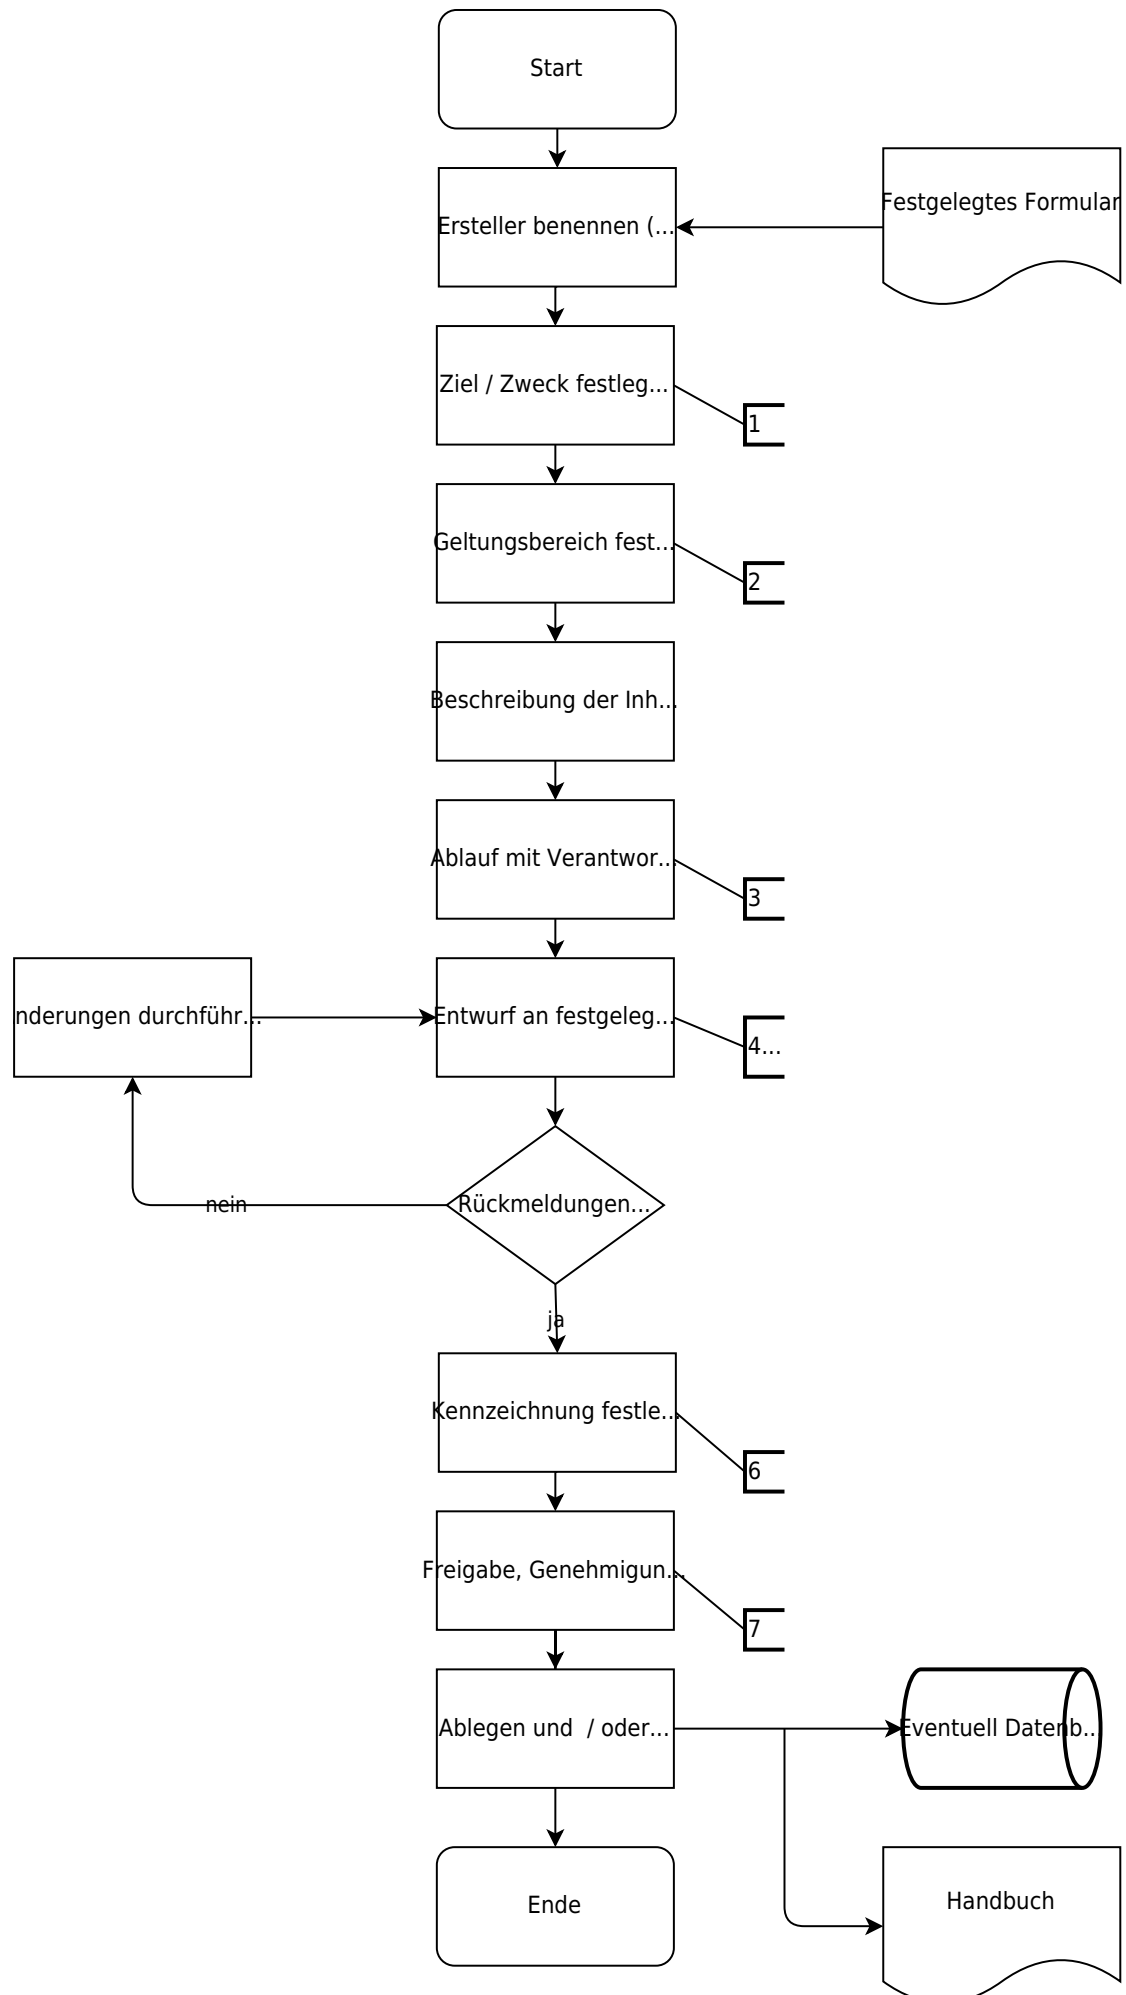 Start
Festgelegtes Formular
Ersteller benennen (...
Ziel / Zweck festleg...
1
Geltungsbereich fest...
2
Beschreibung der Inh...
Ablauf mit Verantwor...
3
nderungen durchführ...
Entwurf an festgeleg...
4...
nein
Rückmeldungen...
ja
Kennzeichnung festle...
6
Freigabe, Genehmigun...
7
Ablegen und / oder...
Eventuell Datenb...
Ende
Handbuch